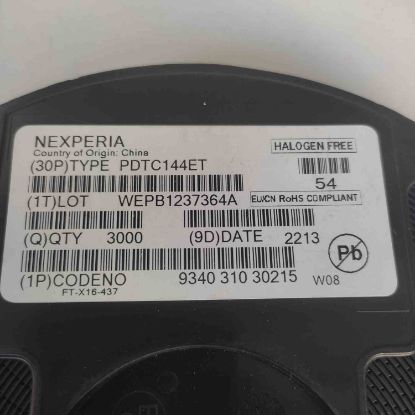 NEXPERIA
Country of Origin: China
HALOGEN FREE
(30P)TYPE PDTC144ET
54
(1T)LOT WEPB1237364A
EU/CN RoHS COMPLIANT
(Q)QTY 3000 (9D)DATE 2213
Pb
(1P)CODENO 9340 310 30215 W08
FT-X16-437